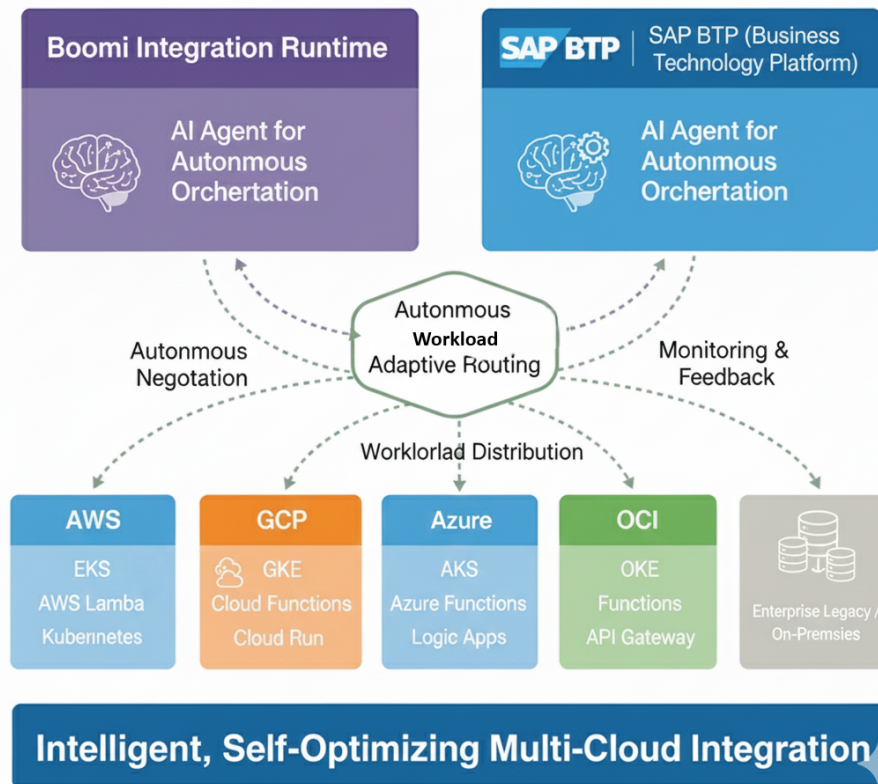 Boomi Integration Runtime
AI Agent for
Autonmous
Orchertation
SAP BTP
SAP BTP (Business
Technology Platform)
AI Agent for
Autonmous
Orchertation
Autonmous
Workload
Adaptive Routing
Autonmous
Negotation
Monitoring &
Feedback
Worklorlad Distribution
AWS
EKS
AWS Lamba
Kubernetes
GCP
GKE
Cloud Functions
Cloud Run
Azure
AKS
Azure Functions
Logic Apps
OCI
OKE
Functions
API Gateway
Enterprise Legacy /
On-Premsies
Intelligent, Self-Optimizing Multi-Cloud Integration